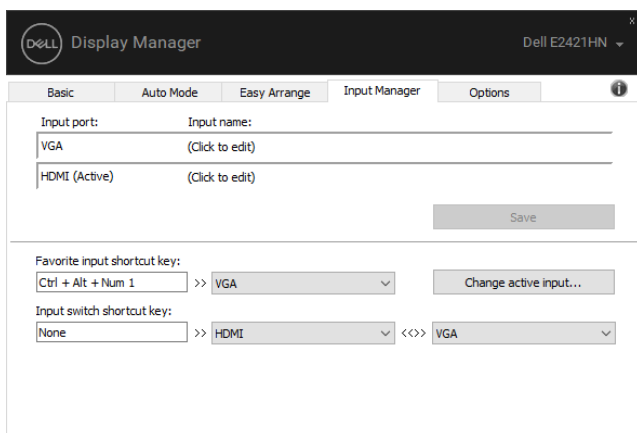 x
DELL Display Manager Dell E2421HN
Basic Auto Mode Easy Arrange Input Manager Options i
Input port: Input name:
VGA (Click to edit)
HDMI (Active) (Click to edit)
Save
Favorite input shortcut key:
Ctrl + Alt + Num 1 >> VGA Change active input...
Input switch shortcut key:
None >> HDMI <<>> VGA